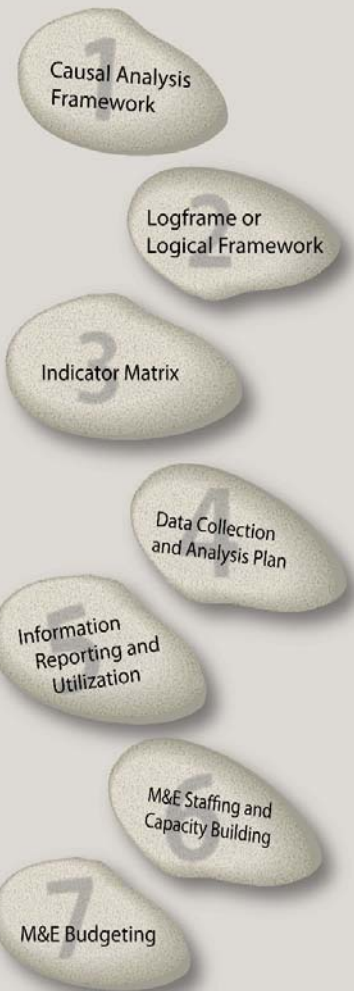 1
Causal Analysis
Framework
2
Logframe or
Logical Framework
3
Indicator Matrix
4
Data Collection
and Analysis Plan
5
Information
Reporting and
Utilization
6
M&E Staffing and
Capacity Building
7
M&E Budgeting